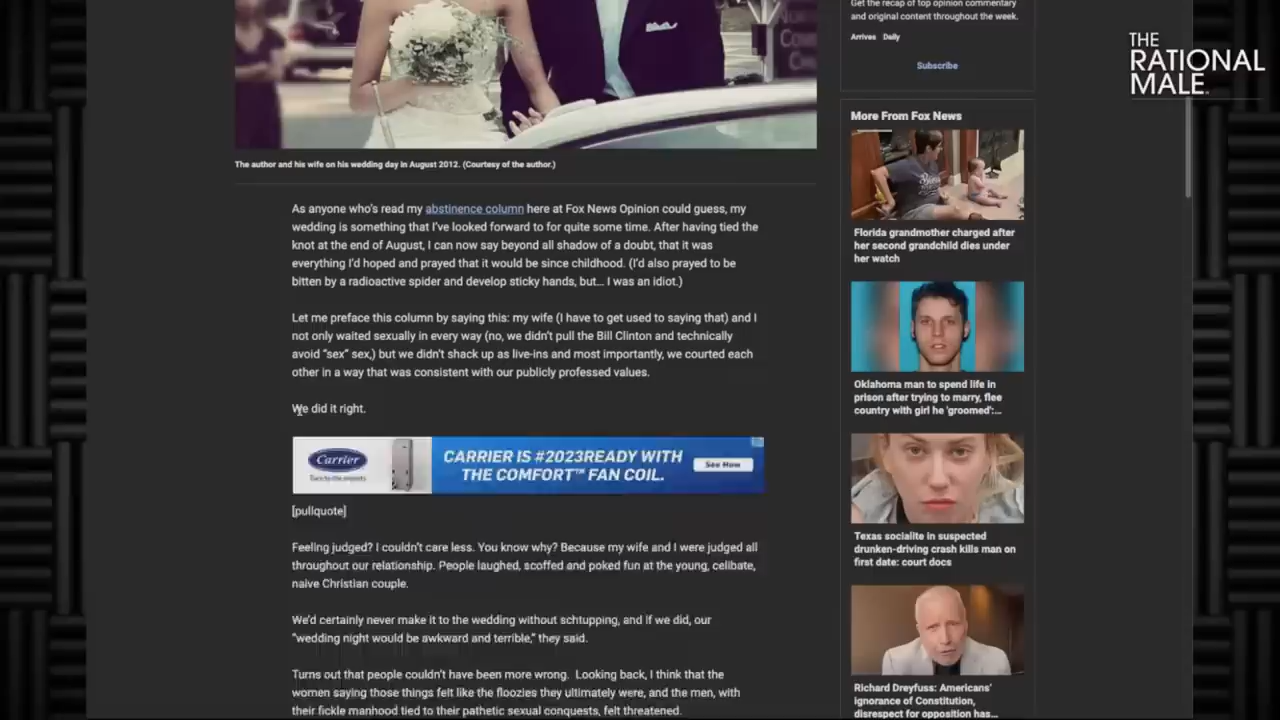 THE
RATIONAL
MALE
Get the recap of top opinion commentary
and original content throughout the week.
Arrives Daily
Subscribe
The author and his wife on his wedding day in August 2012. (Courtesy of the author.)
As anyone who's read my abstinence column here at Fox News Opinion could guess, my
wedding is something that I've looked forward to for quite some time. After having tied the
knot at the end of August, I can now say beyond all shadow of a doubt, that it was
everything I'd hoped and prayed that it would be since childhood. (I'd also prayed to be
bitten by a radioactive spider and develop sticky hands, but... I was an idiot.)
Let me preface this column by saying this: my wife (I have to get used to saying that) and I
not only waited sexually in every way (no, we didn't pull the Bill Clinton and technically
avoid "sex" sex,) but we didn't shack up as live-ins and most importantly, we courted each
other in a way that was consistent with our publicly professed values.
We did it right.
Carrier
Turn to the experts
CARRIER IS #2023READY WITH
THE COMFORT™ FAN COIL.
See How
[pullquote]
Feeling judged? I couldn't care less. You know why? Because my wife and I were judged all
throughout our relationship. People laughed, scoffed and poked fun at the young, celibate,
naive Christian couple.
We'd certainly never make it to the wedding without schtupping, and if we did, our
"wedding night would be awkward and terrible," they said.
Turns out that people couldn't have been more wrong. Looking back, I think that the
women saying those things felt like the floozies they ultimately were, and the men, with
their fickle manhood tied to their pathetic sexual conquests, felt threatened.
More From Fox News
Florida grandmother charged after
her second grandchild dies under
her watch
Oklahoma man to spend life in
prison after trying to marry, flee
country with girl he 'groomed':...
Texas socialite in suspected
drunken-driving crash kills man on
first date: court docs
Richard Dreyfuss: Americans'
ignorance of Constitution,
disrespect for opposition has...